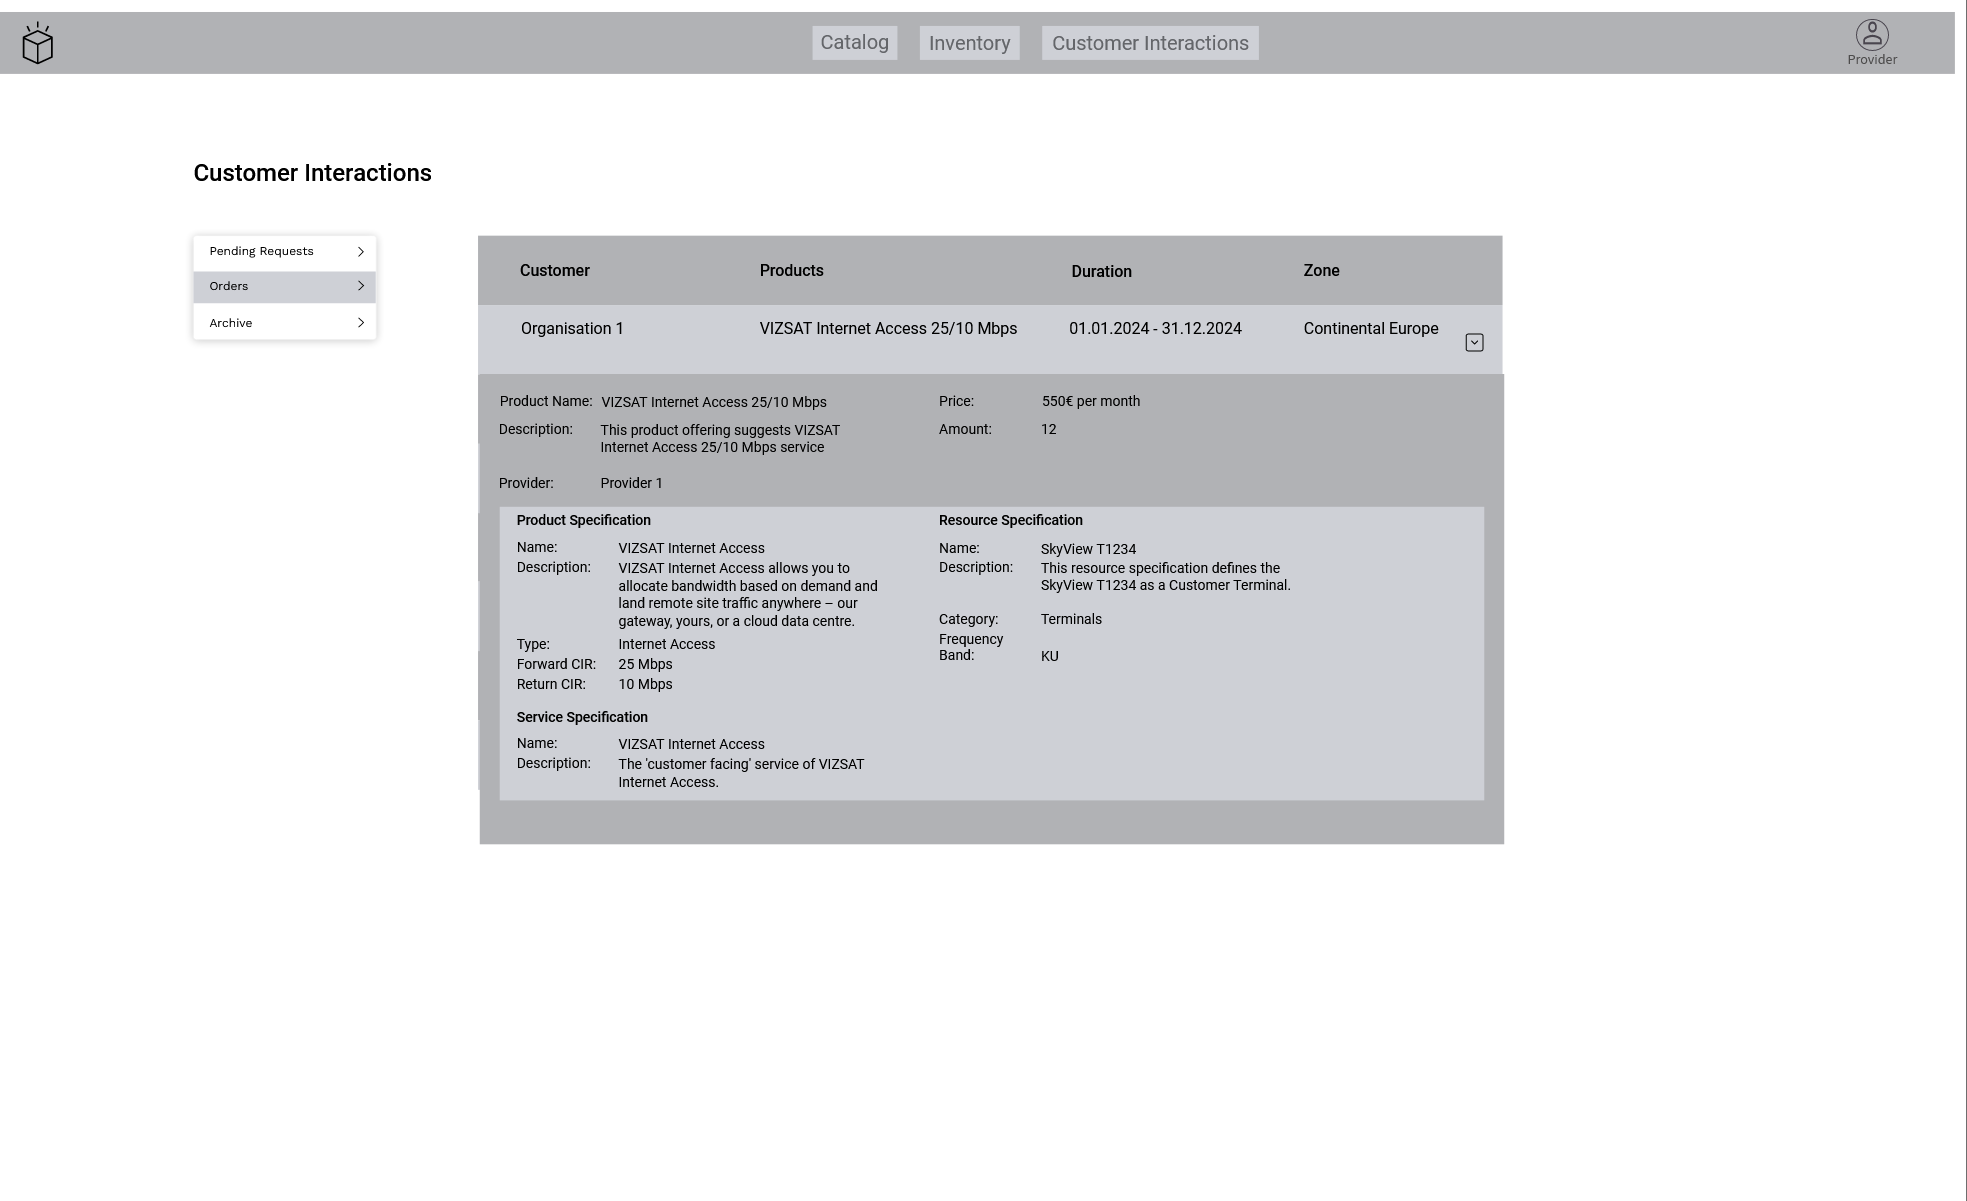 Catalog
Inventory
Customer Interactions
Provider
Customer Interactions
Pending Requests
Orders
Archive
Customer Products Duration Zone
Organisation 1 VIZSAT Internet Access 25/10 Mbps 01.01.2024 - 31.12.2024 Continental Europe
Product Name: VIZSAT Internet Access 25/10 Mbps
Description: This product offering suggests VIZSAT
Internet Access 25/10 Mbps service
Provider: Provider 1
Price: 550€ per month
Amount: 12
Product Specification
Name: VIZSAT Internet Access
Description: VIZSAT Internet Access allows you to
allocate bandwidth based on demand and
land remote site traffic anywhere – our
gateway, yours, or a cloud data centre.
Type: Internet Access
Forward CIR: 25 Mbps
Return CIR: 10 Mbps
Service Specification
Name: VIZSAT Internet Access
Description: The 'customer facing' service of VIZSAT
Internet Access.
Resource Specification
Name: SkyView T1234
Description: This resource specification defines the
SkyView T1234 as a Customer Terminal.
Category: Terminals
Frequency
Band: KU